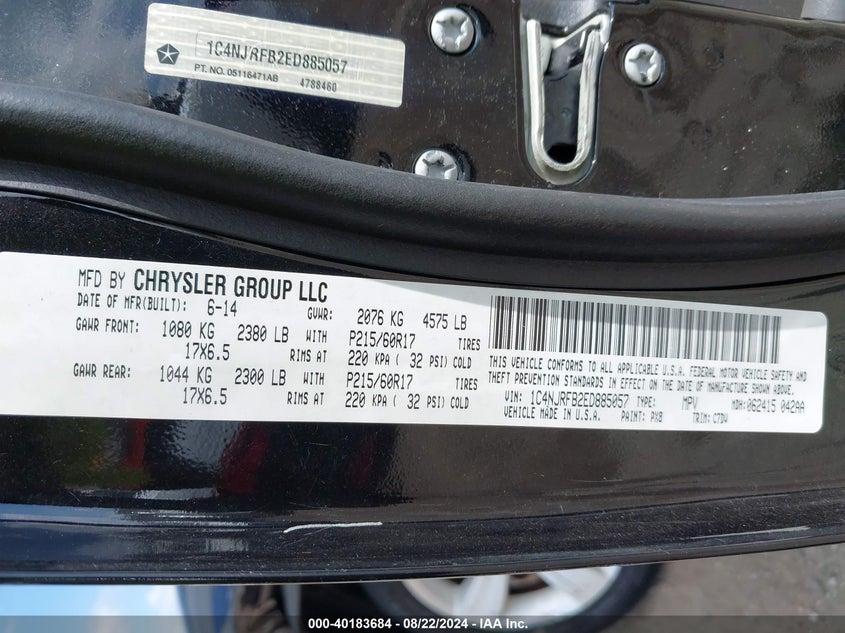 1C4NJRFB2ED885057
PT. NO. 05116471AB 4788460
MFD BY CHRYSLER GROUP LLC
DATE OF MFR(BUILT): 6-14 GVWR: 2076 KG 4575 LB
GAWR FRONT: 1080 KG 2380 LB WITH P215/60R17 TIRES
17X6.5 RIMS AT 220 KPA ( 32 PSI) COLD
GAWR REAR: 1044 KG 2300 LB WITH P215/60R17 TIRES
17X6.5 RIMS AT 220 KPA ( 32 PSI) COLD
THIS VEHICLE CONFORMS TO ALL APPLICABLE U.S.A. FEDERAL MOTOR VEHICLE SAFETY AND
THEFT PREVENTION STANDARDS IN EFFECT ON THE DATE OF MANUFACTURE SHOWN ABOVE.
VIN: 1C4NJRFB2ED885057 TYPE: MPV MDH: 062415 042AA
VEHICLE MADE IN U.S.A. PAINT: PX8 TRIM: C7DV
000-40183684 - 08/22/2024 - IAA Inc.